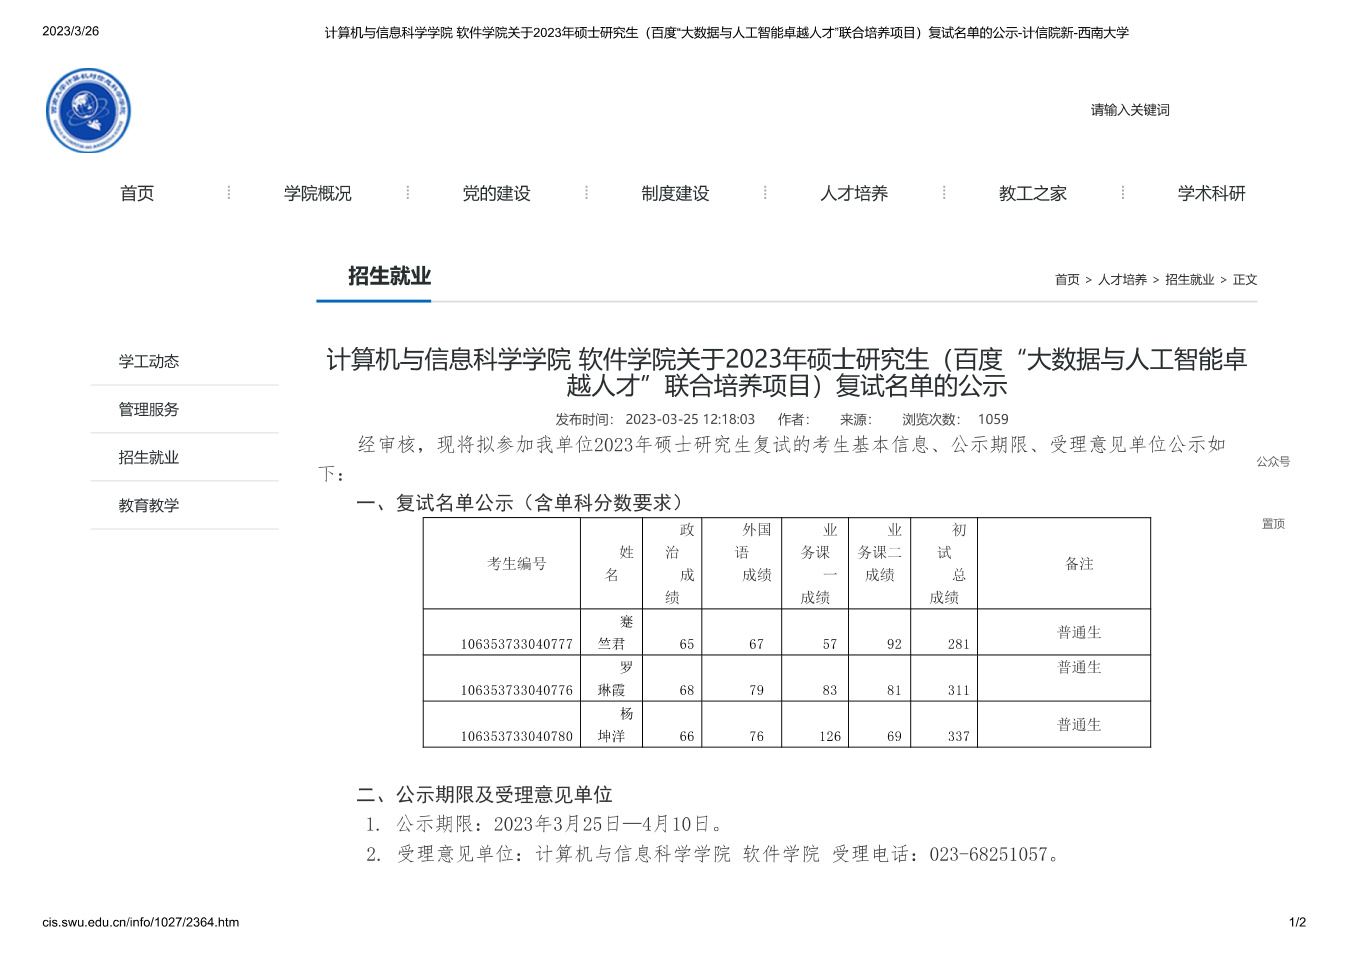 2023/3/26
计算机与信息科学学院 软件学院关于2023年硕士研究生（百度“大数据与人工智能卓越人才”联合培养项目）复试名单的公示-计信院新-西南大学
请输入关键词
首页
学院概况
党的建设
制度建设
人才培养
教工之家
学术科研
招生就业
首页 > 人才培养 > 招生就业 > 正文
学工动态
管理服务
招生就业
教育教学
计算机与信息科学学院 软件学院关于2023年硕士研究生（百度“大数据与人工智能卓
越人才”联合培养项目）复试名单的公示
发布时间： 2023-03-25 12:18:03 作者： 来源： 浏览次数： 1059
经审核，现将拟参加我单位2023年硕士研究生复试的考生基本信息、公示期限、受理意见单位公示如
下：
公众号
置顶
一、复试名单公示（含单科分数要求）
考生编号 姓名 政治成绩 外国语成绩 业务课一成绩 业务课二成绩 初试总成绩 备注
106353733040777 蹇竺君 65 67 57 92 281 普通生
106353733040776 罗琳霞 68 79 83 81 311 普通生
106353733040780 杨坤洋 66 76 126 69 337 普通生
二、公示期限及受理意见单位
1. 公示期限：2023年3月25日—4月10日。
2. 受理意见单位：计算机与信息科学学院 软件学院 受理电话：023-68251057。
cis.swu.edu.cn/info/1027/2364.htm
1/2